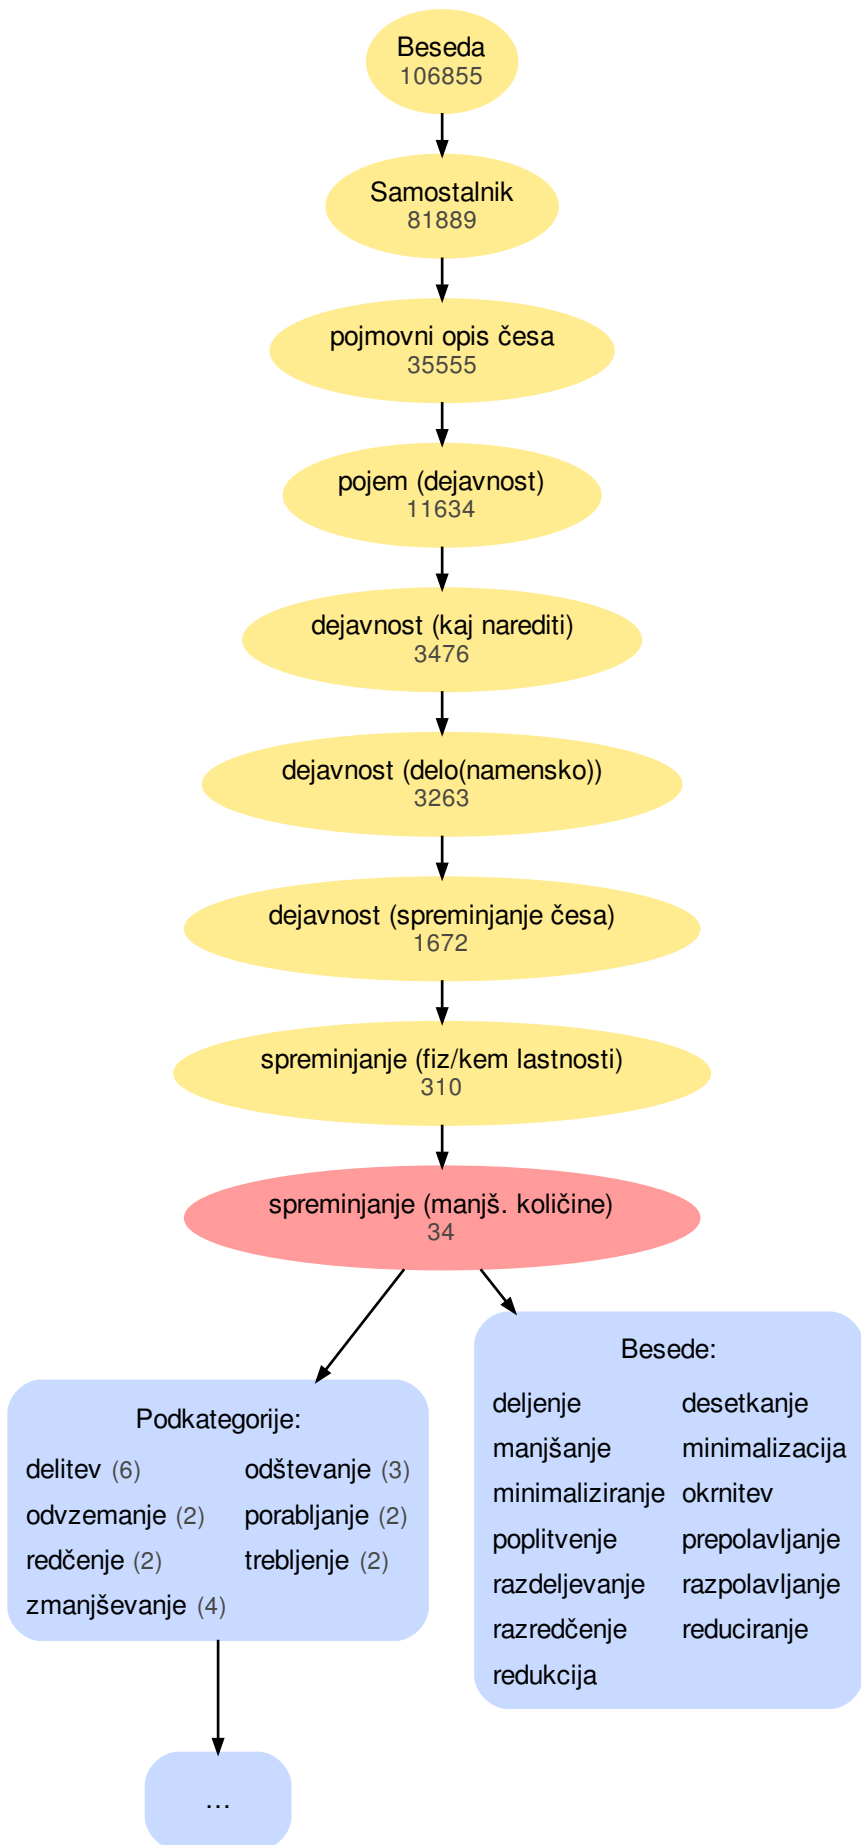 Beseda
106855
Samostalnik
81889
pojmovni opis česa
35555
pojem (dejavnost)
11634
dejavnost (kaj narediti)
3476
dejavnost (delo(namensko))
3263
dejavnost (spreminjanje česa)
1672
spreminjanje (fiz/kem lastnosti)
310
spreminjanje (manjš. količine)
34
Podkategorije:
delitev (6) odštevanje (3)
odvzemanje (2) porabljanje (2)
redčenje (2) trebljenje (2)
zmanjševanje (4)
...
Besede:
deljenje desetkanje
manjšanje minimalizacija
minimaliziranje okrnitev
poplitvenje prepolavljanje
razdeljevanje razpolavljanje
razredčenje reduciranje
redukcija